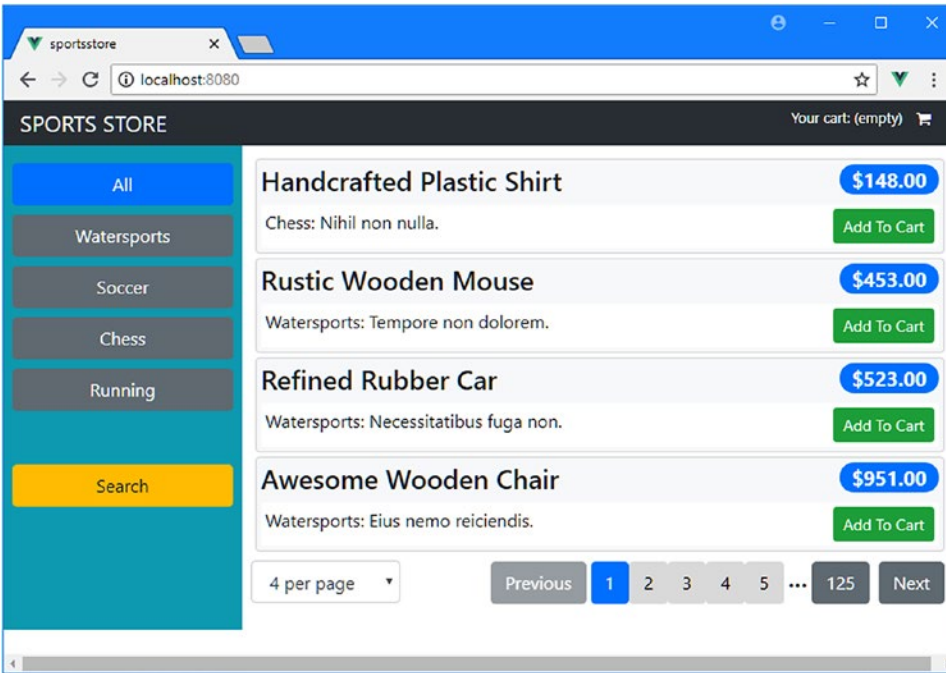 sportsstore
localhost:8080
SPORTS STORE
Your cart: (empty)
All
Watersports
Soccer
Chess
Running
Search
Handcrafted Plastic Shirt $148.00
Chess: Nihil non nulla. Add To Cart
Rustic Wooden Mouse $453.00
Watersports: Tempore non dolorem. Add To Cart
Refined Rubber Car $523.00
Watersports: Necessitatibus fuga non. Add To Cart
Awesome Wooden Chair $951.00
Watersports: Eius nemo reiciendis. Add To Cart
4 per page Previous 1 2 3 4 5 ... 125 Next